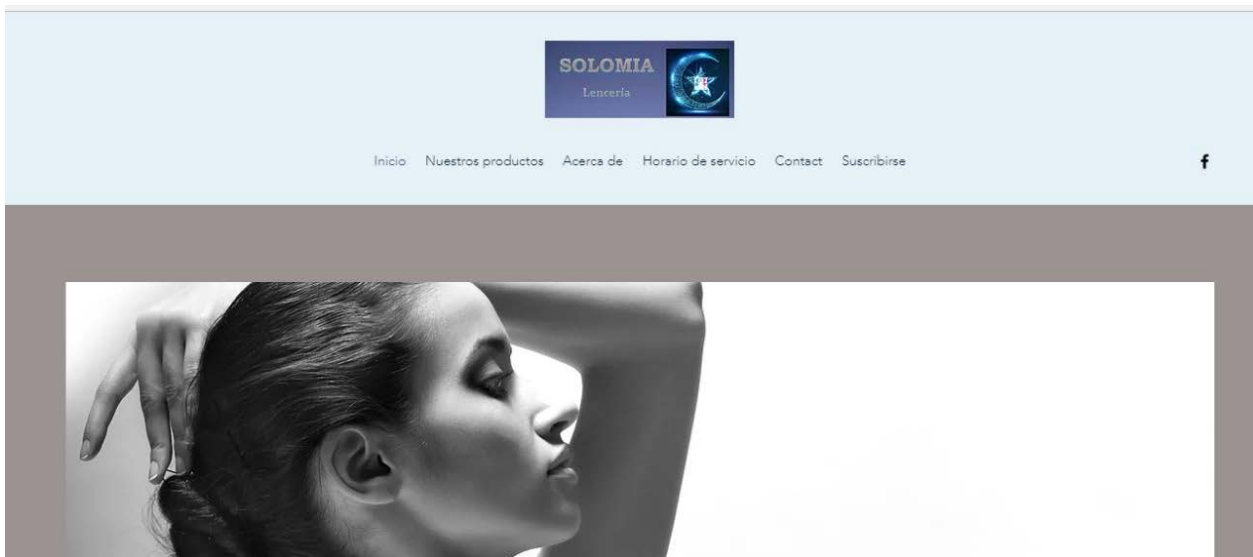 SOLOMIA
Lencería
Inicio Nuestros productos Acerca de Horario de servicio Contact Suscribirse
f